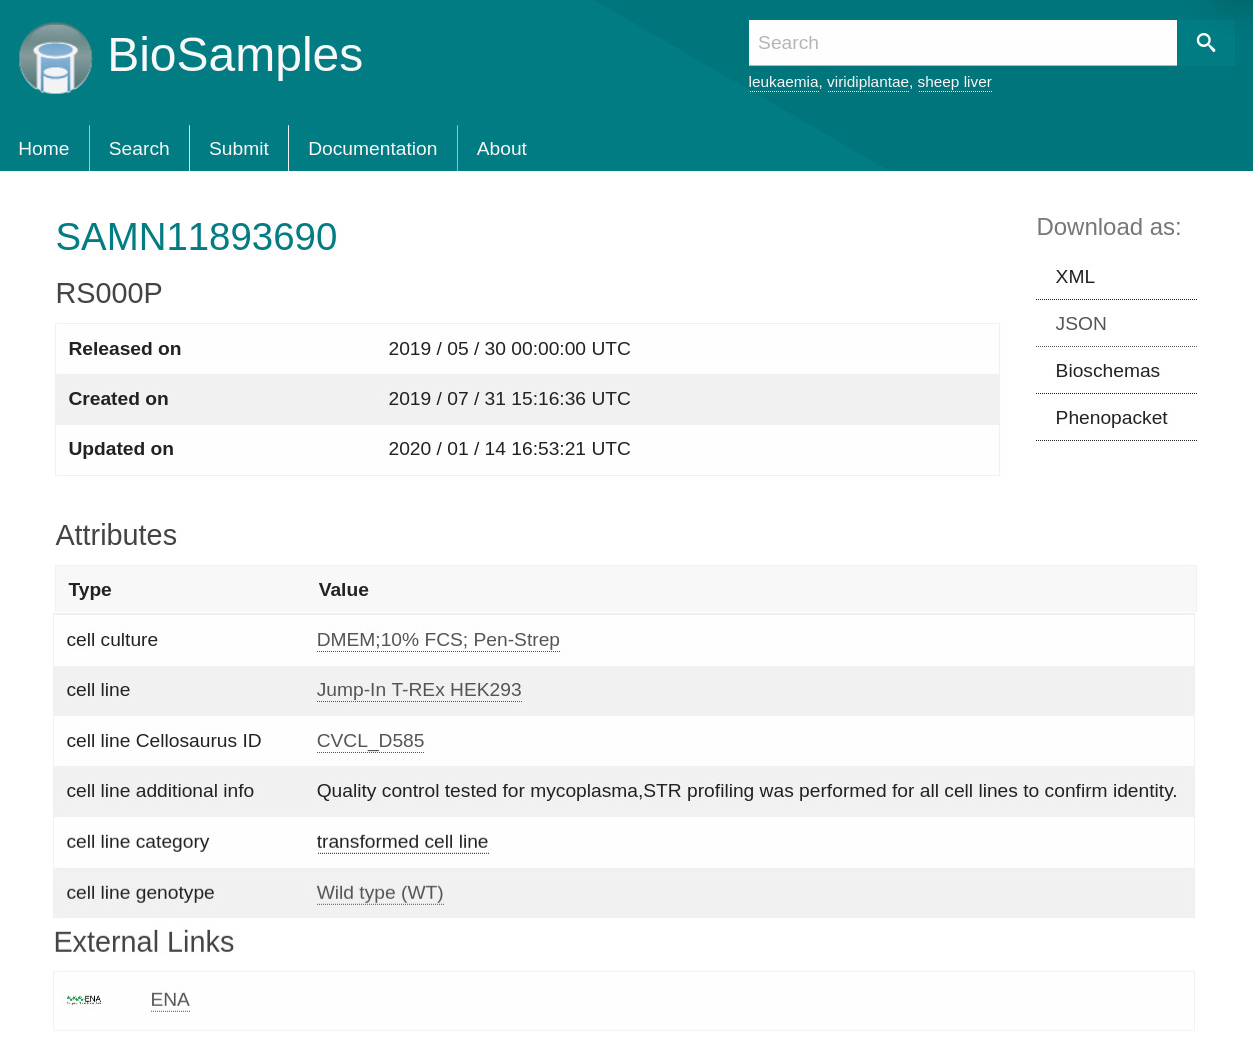 BioSamples
Search
leukaemia, viridiplantae, sheep liver
Home Search Submit Documentation About
SAMN11893690
Download as:
RS000P
XML
JSON
Bioschemas
Phenopacket
Released on 2019 / 05 / 30 00:00:00 UTC
Created on 2019 / 07 / 31 15:16:36 UTC
Updated on 2020 / 01 / 14 16:53:21 UTC
Attributes
Type Value
cell culture DMEM;10% FCS; Pen-Strep
cell line Jump-In T-REx HEK293
cell line Cellosaurus ID CVCL_D585
cell line additional info Quality control tested for mycoplasma,STR profiling was performed for all cell lines to confirm identity.
cell line category transformed cell line
cell line genotype Wild type (WT)
External Links
ENA ENA